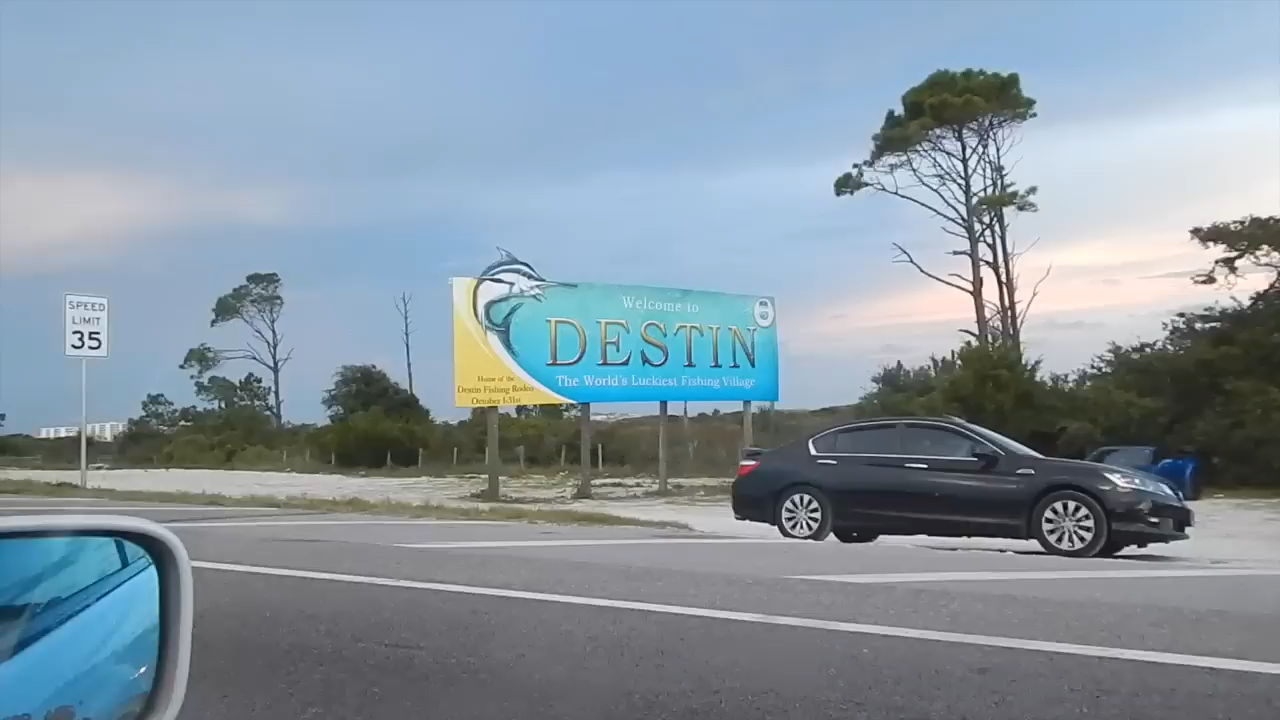 SPEED
LIMIT
35
Welcome to
DESTIN
The World's Luckiest Fishing Village
Home of the
Destin Fishing Rodeo
October 1-31st